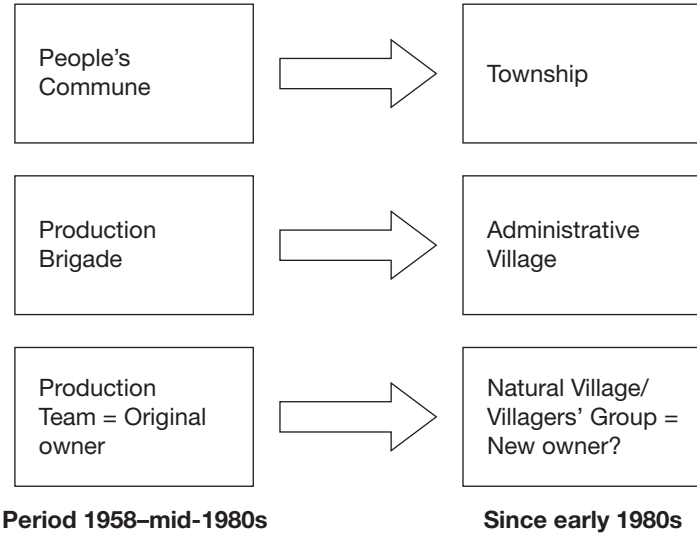 People's
Commune
Township
Production
Brigade
Administrative
Village
Production
Team = Original
owner
Natural Village/
Villagers' Group =
New owner?
Period 1958–mid-1980s
Since early 1980s